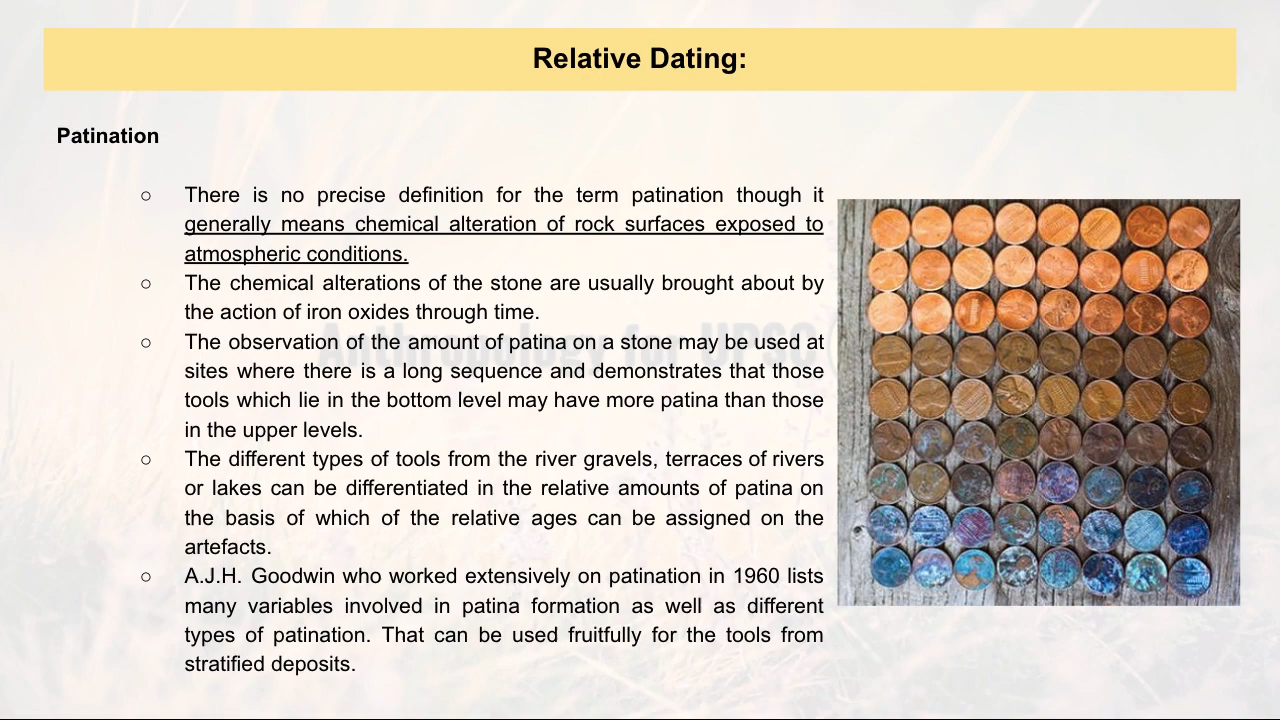 Relative Dating:
Patination
○ There is no precise definition for the term patination though it
generally means chemical alteration of rock surfaces exposed to
atmospheric conditions.
○ The chemical alterations of the stone are usually brought about by
the action of iron oxides through time.
○ The observation of the amount of patina on a stone may be used at
sites where there is a long sequence and demonstrates that those
tools which lie in the bottom level may have more patina than those
in the upper levels.
○ The different types of tools from the river gravels, terraces of rivers
or lakes can be differentiated in the relative amounts of patina on
the basis of which of the relative ages can be assigned on the
artefacts.
○ A.J.H. Goodwin who worked extensively on patination in 1960 lists
many variables involved in patina formation as well as different
types of patination. That can be used fruitfully for the tools from
stratified deposits.
Anthropology for UPSC